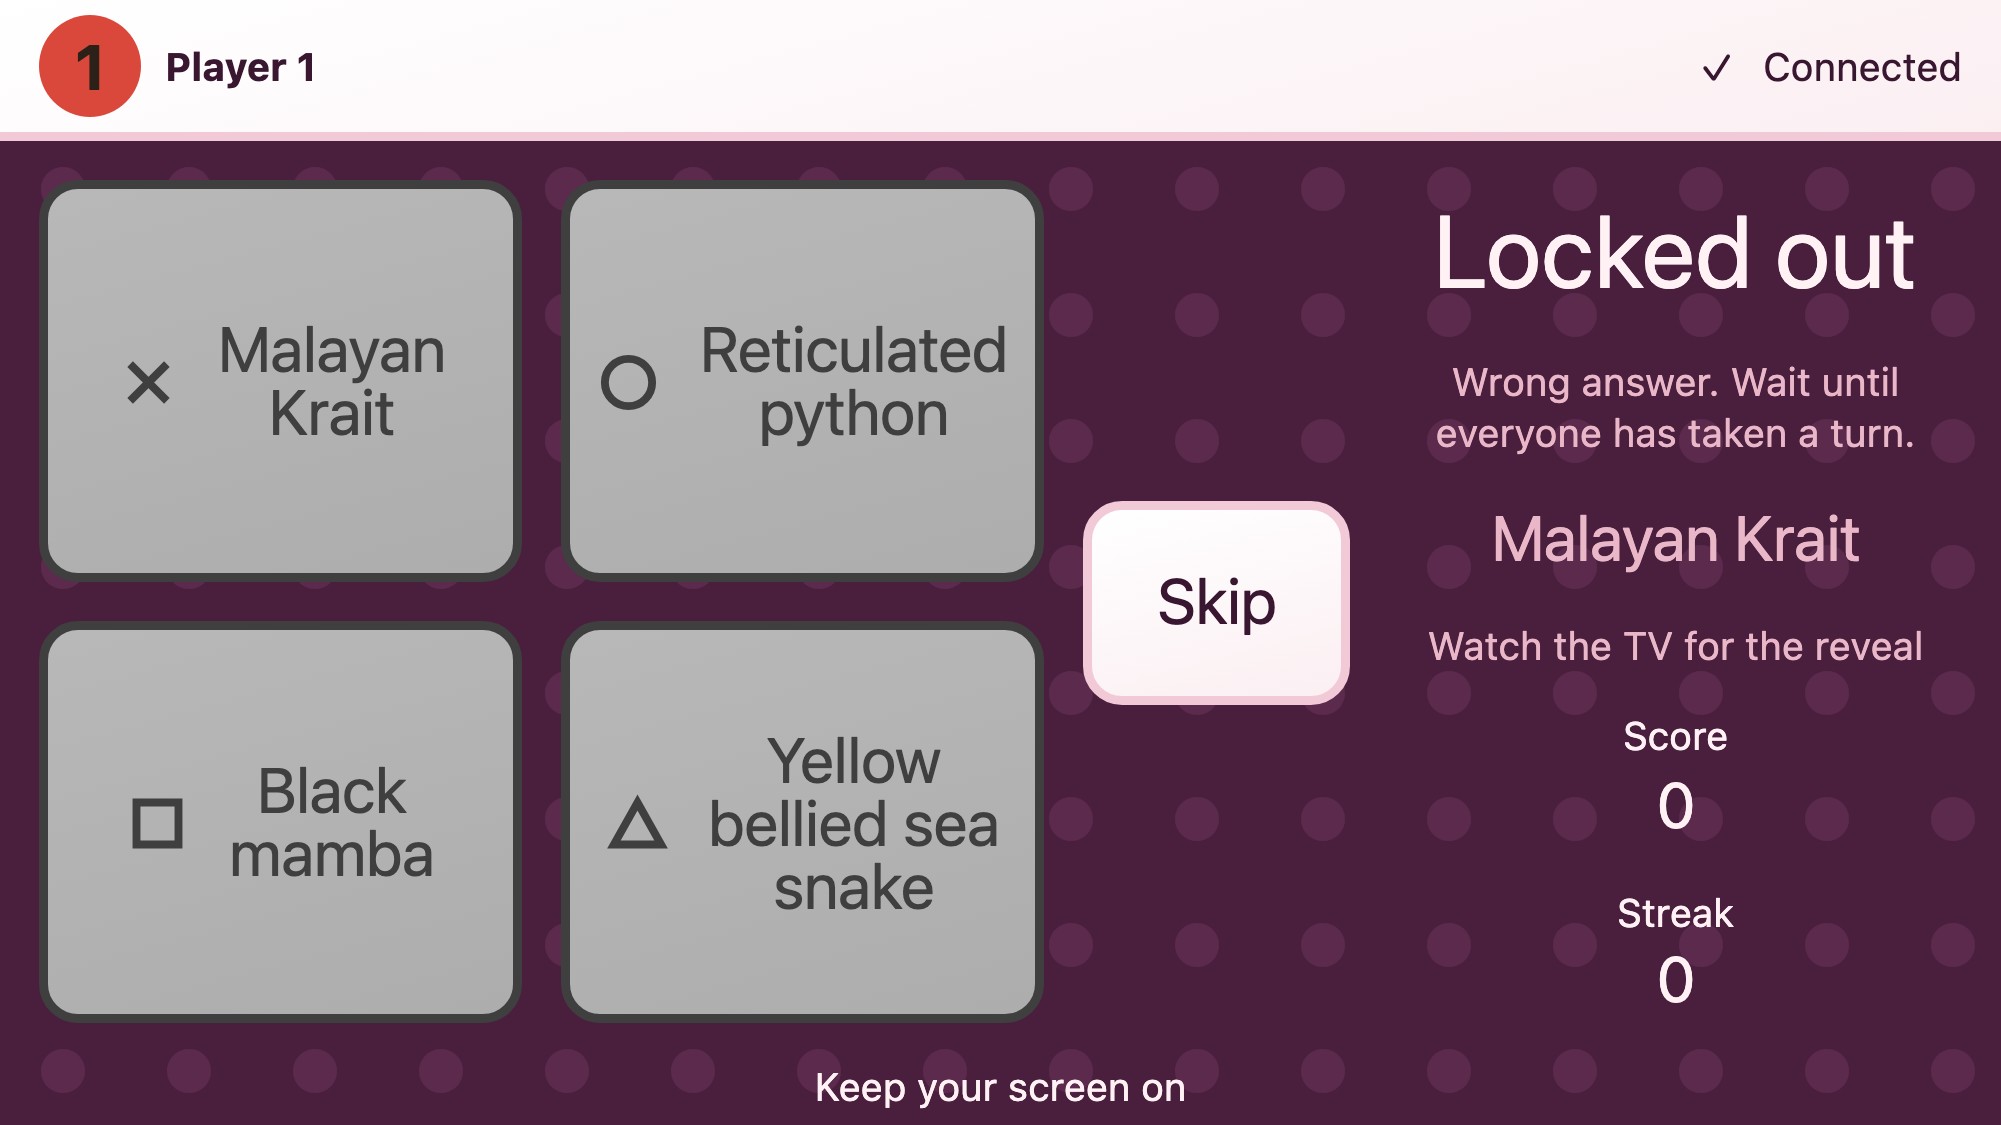 1
Player 1
✓ Connected
Malayan
Krait
Reticulated
python
Black
mamba
Yellow
bellied sea
snake
Skip
Locked out
Wrong answer. Wait until
everyone has taken a turn.
Malayan Krait
Watch the TV for the reveal
Score
0
Streak
0
Keep your screen on